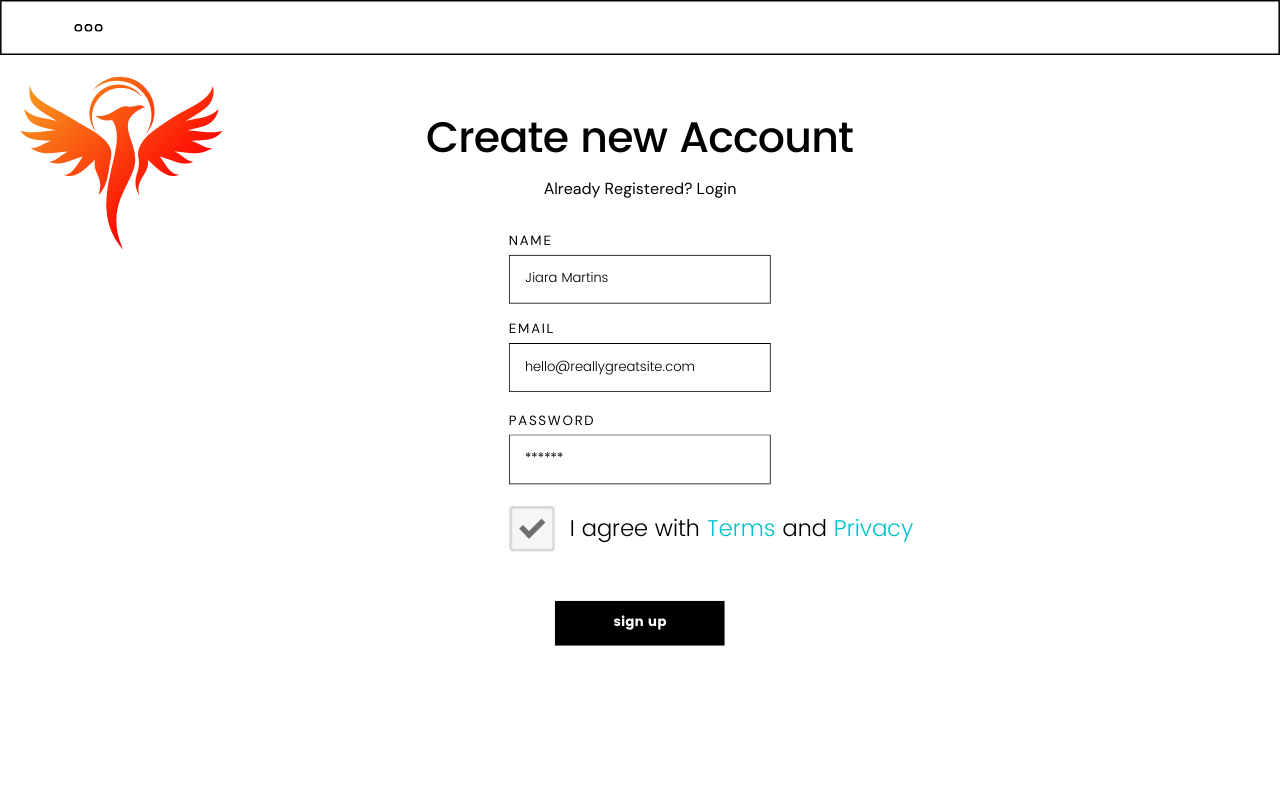 Create new Account
Already Registered? Login
NAME
Jiara Martins
EMAIL
hello@reallygreatsite.com
PASSWORD
******
I agree with Terms and Privacy
sign up